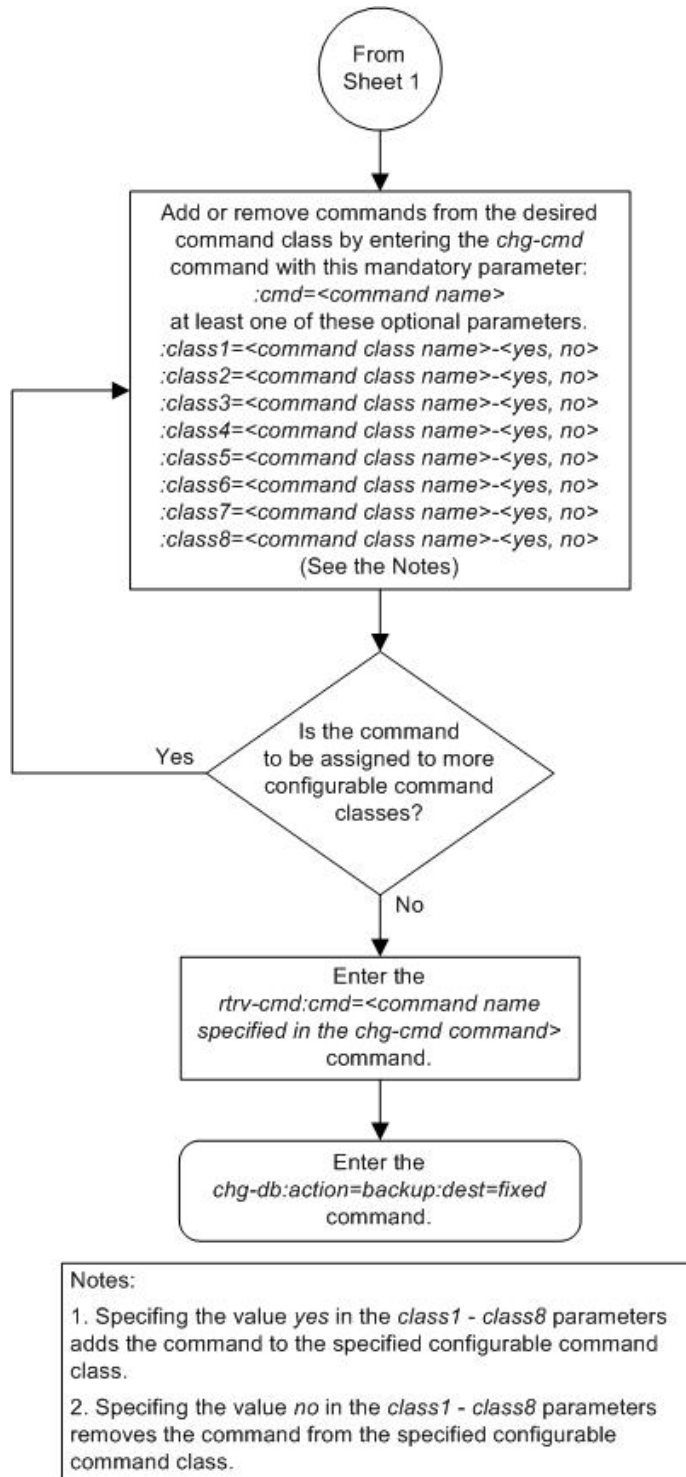 From
Sheet 1
Add or remove commands from the desired
command class by entering the chg-cmd
command with this mandatory parameter:
:cmd=<command name>
at least one of these optional parameters.
:class1=<command class name>-<yes, no>
:class2=<command class name>-<yes, no>
:class3=<command class name>-<yes, no>
:class4=<command class name>-<yes, no>
:class5=<command class name>-<yes, no>
:class6=<command class name>-<yes, no>
:class7=<command class name>-<yes, no>
:class8=<command class name>-<yes, no>
(See the Notes)
Is the command
to be assigned to more
configurable command
classes?
Yes
No
Enter the
rtrv-cmd:cmd=<command name
specified in the chg-cmd command>
command.
Enter the
chg-db:action=backup:dest=fixed
command.
Notes:
1. Specifing the value yes in the class1 - class8 parameters
adds the command to the specified configurable command
class.
2. Specifing the value no in the class1 - class8 parameters
removes the command from the specified configurable
command class.